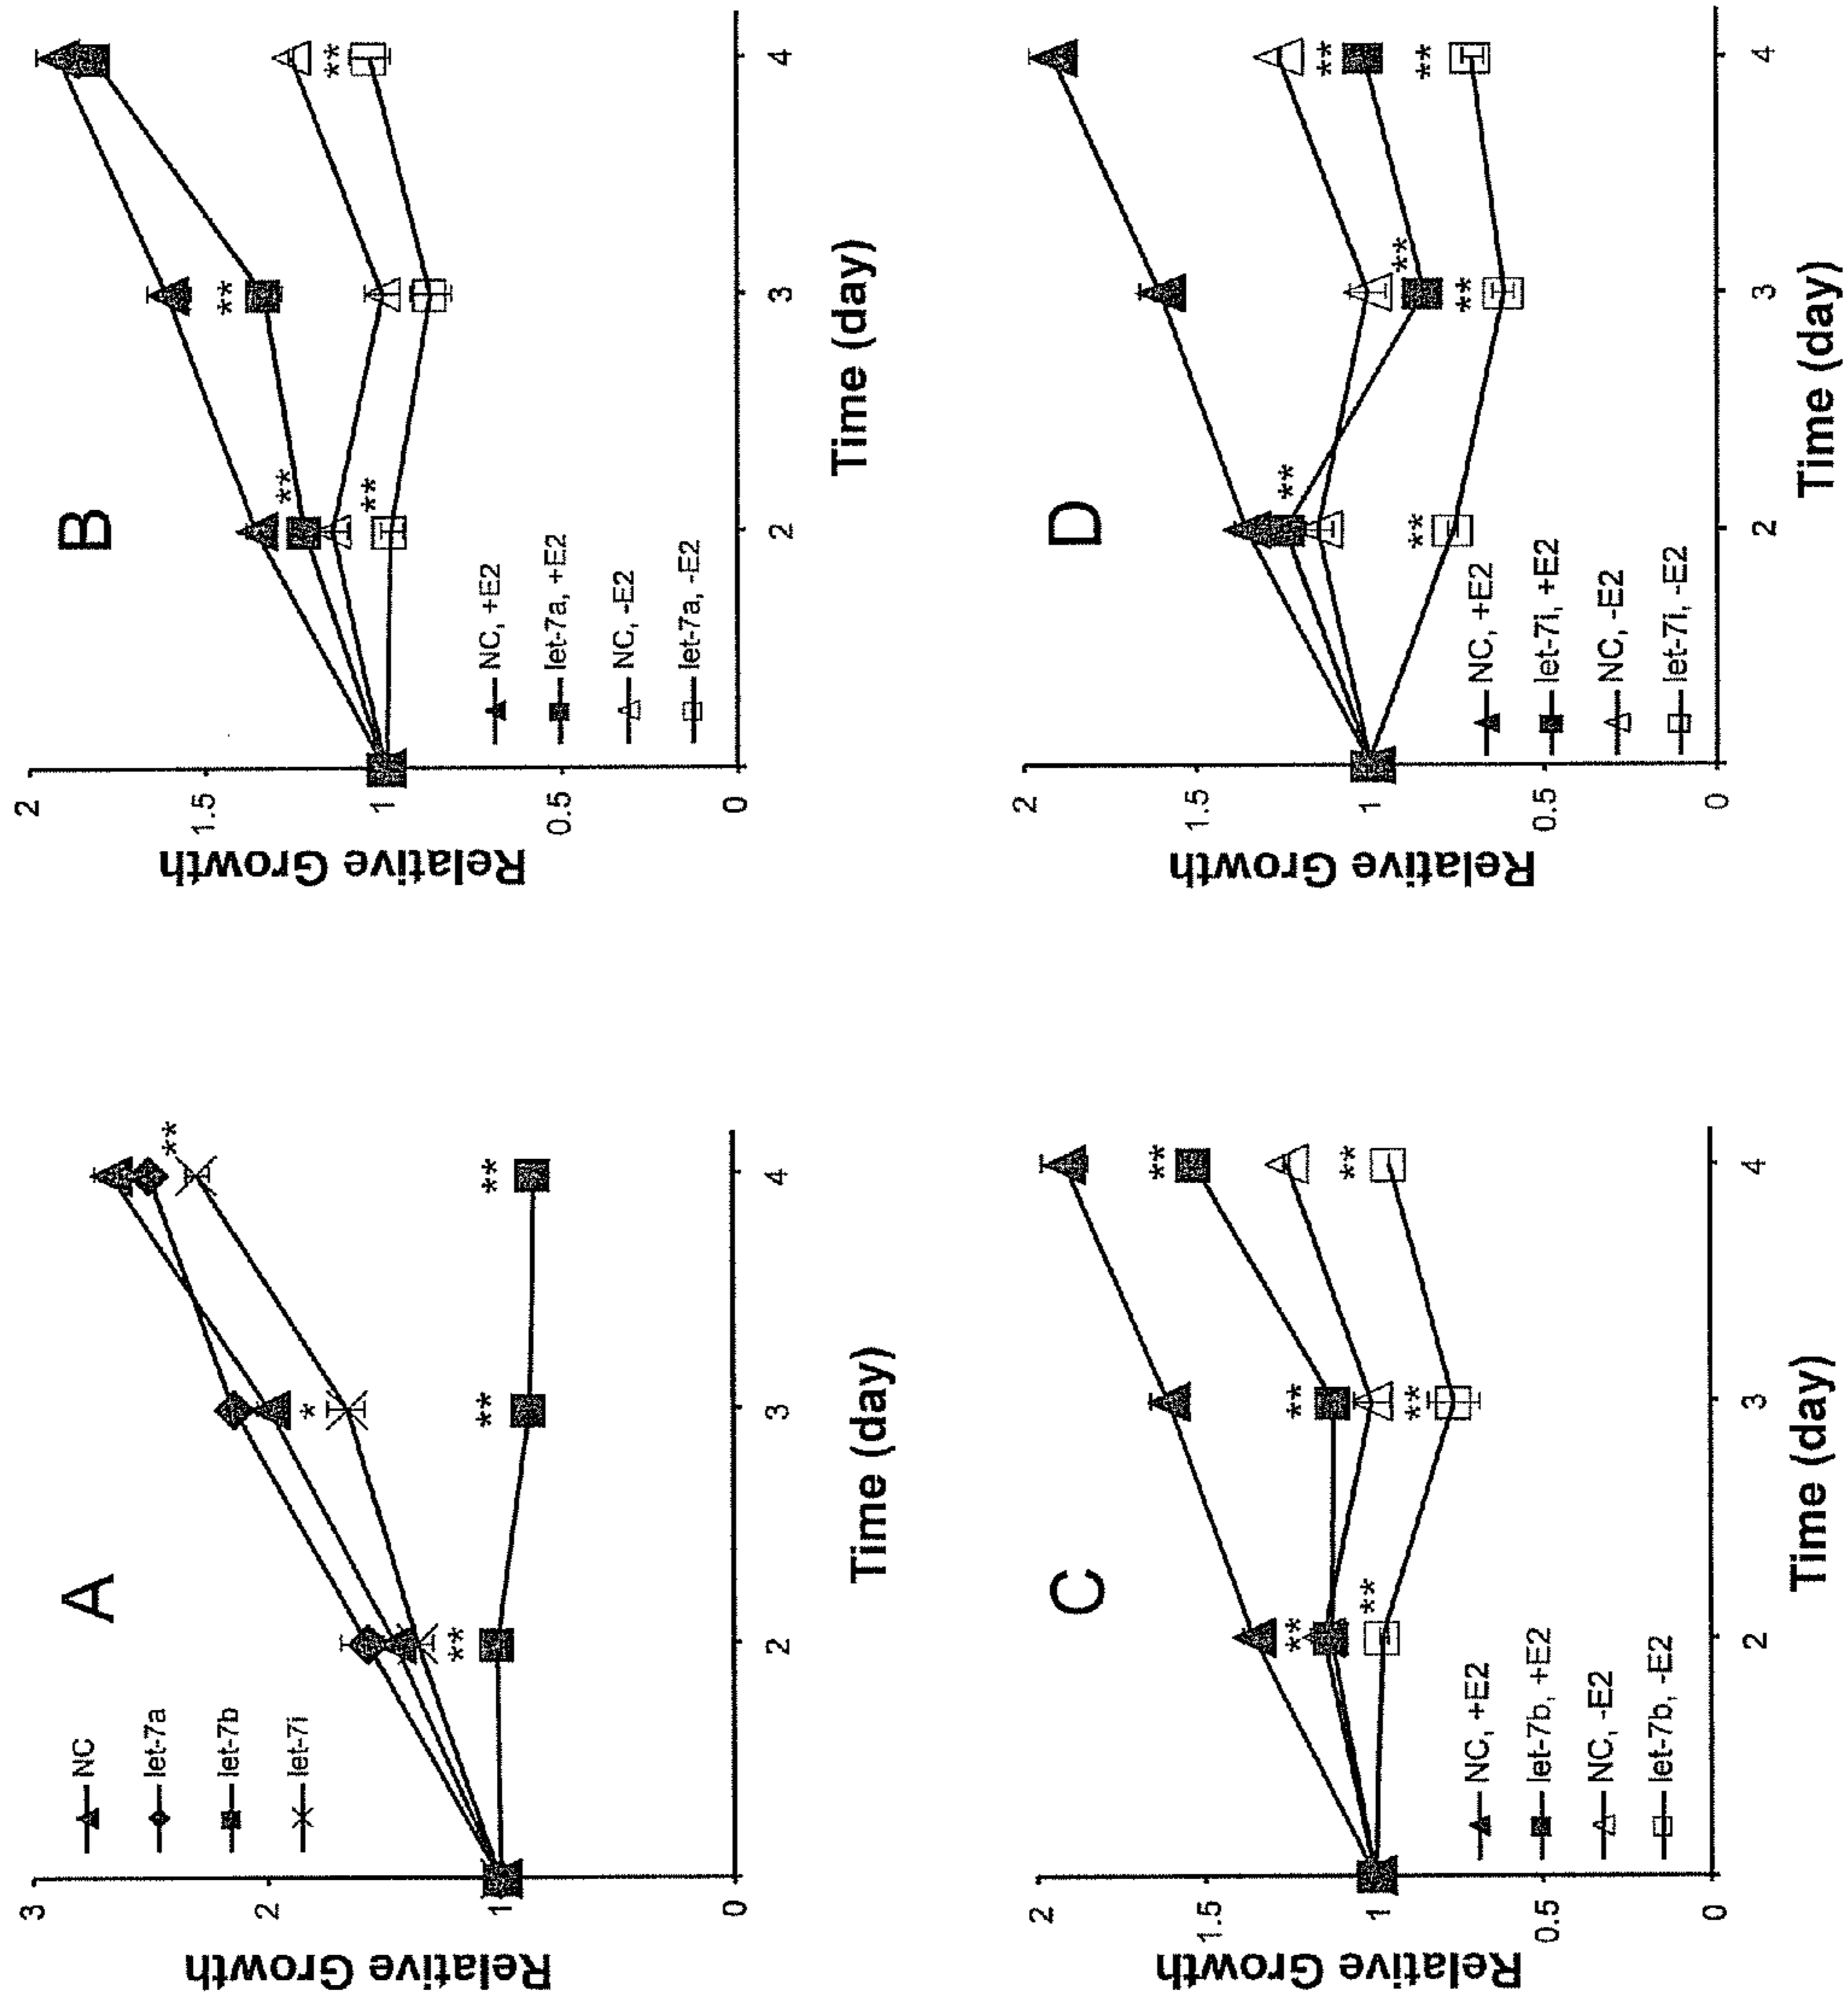 A
NC
let-7a
let-7b
let-7i
Relative Growth
3
2
1
0
**
*
**
**
**
2
3
4
Time (day)
B
Relative Growth
2
1.5
1
0.5
0
**
**
**
**
NC, +E2
let-7a, +E2
NC, -E2
let-7a, -E2
2
3
4
Time (day)
C
Relative Growth
2
1.5
1
0.5
0
**
**
**
**
**
**
NC, +E2
let-7b, +E2
NC, -E2
let-7b, -E2
2
3
4
Time (day)
D
Relative Growth
2
1.5
1
0.5
0
**
**
**
**
**
**
NC, +E2
let-7i, +E2
NC, -E2
let-7i, -E2
2
3
4
Time (day)